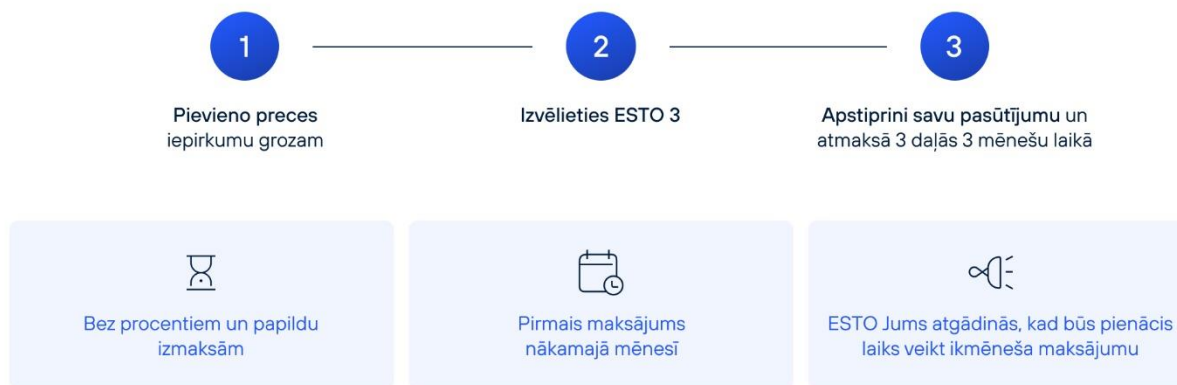 1
2
3
Pievieno preces
iepirkumu grozam
Izvēlieties ESTO 3
Apstiprini savu pasūtījumu un
atmaksā 3 daļās 3 mēnešu laikā
Bez procentiem un papildu
izmaksām
Pirmais maksājums
nākamajā mēnesī
ESTO Jums atgādinās, kad būs pienācis
laiks veikt ikmēneša maksājumu